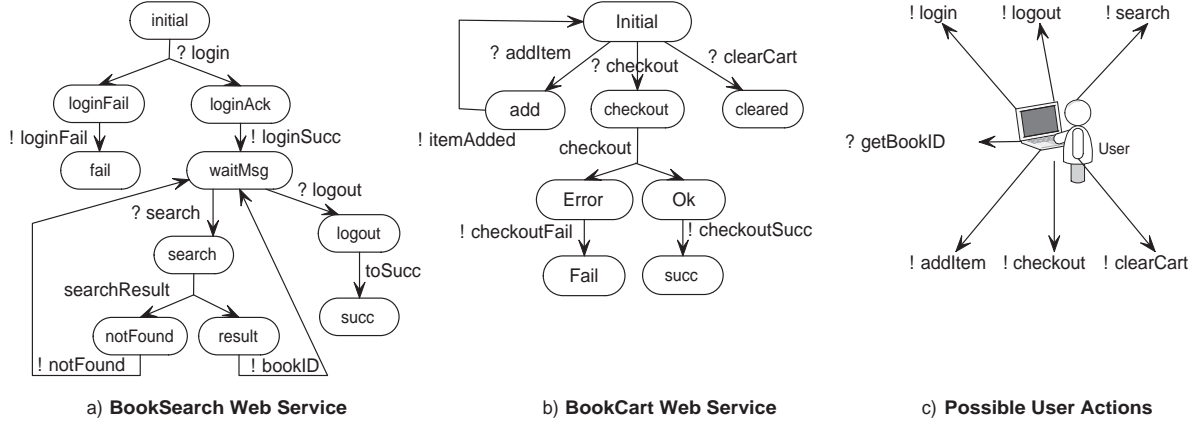 initial
? login
loginFail
loginAck
! loginFail
! loginSucc
fail
waitMsg
? logout
? search
logout
search
toSucc
searchResult
succ
notFound
result
! notFound
! bookID
a) BookSearch Web Service
Initial
? addItem
? checkout
? clearCart
add
checkout
cleared
! itemAdded
checkout
Error
Ok
! checkoutFail
! checkoutSucc
Fail
succ
b) BookCart Web Service
! login
! logout
! search
? getBookID
User
! addItem
! checkout
! clearCart
c) Possible User Actions